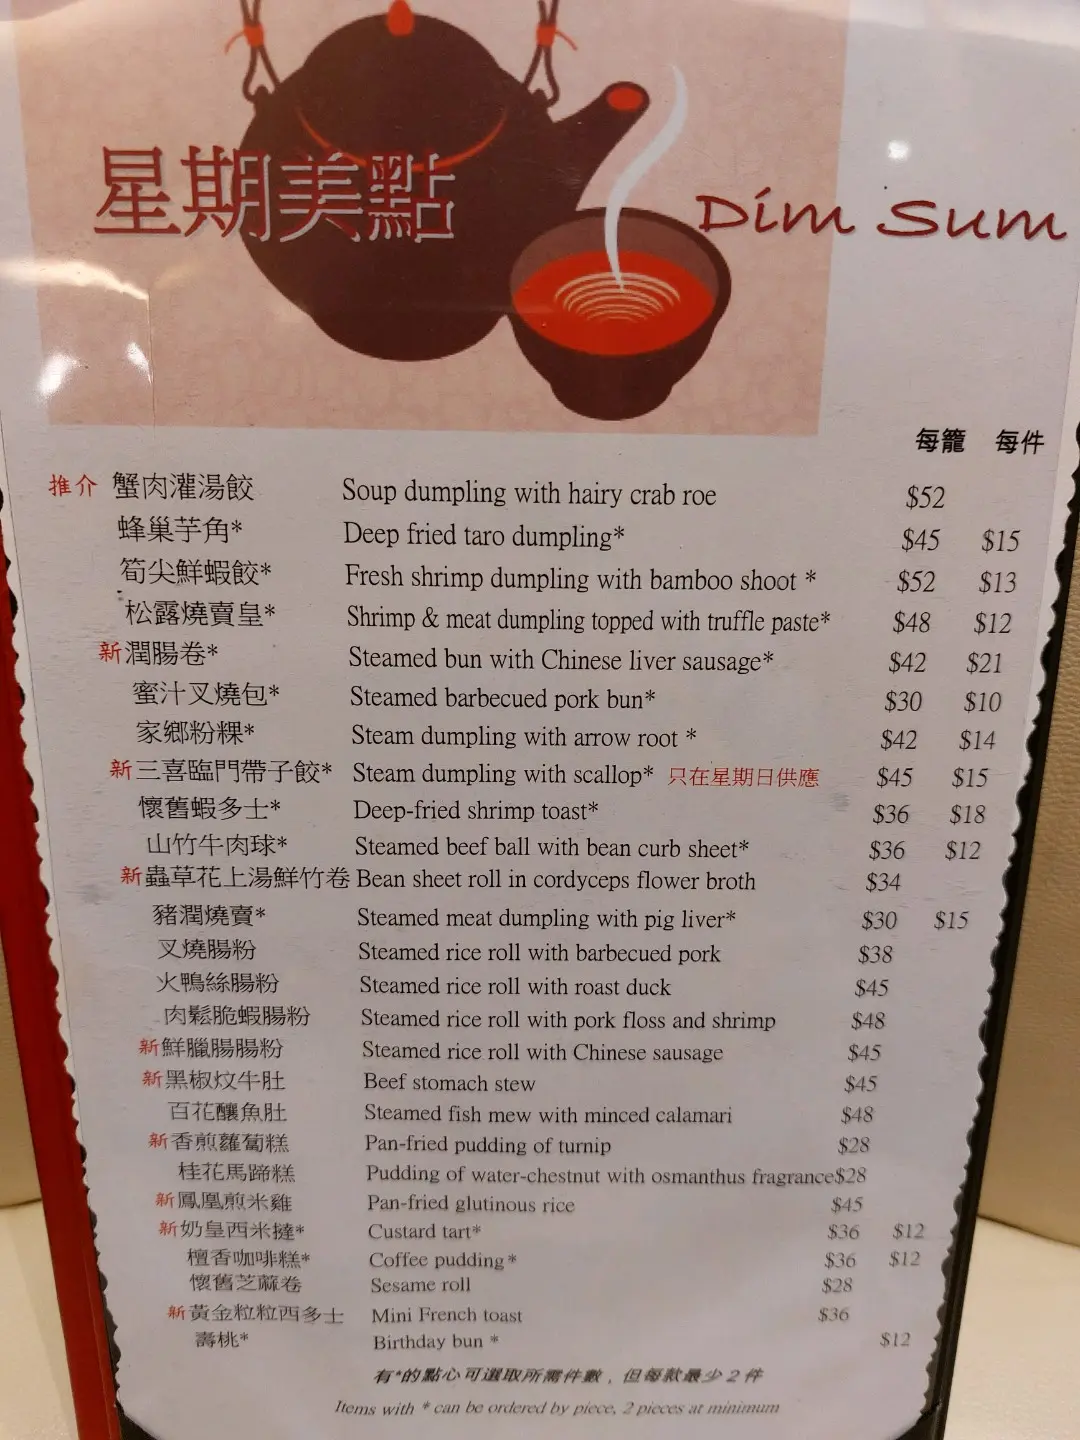 星期美點 Dim Sum
每籠 每件
推介 蟹肉灌湯餃 Soup dumpling with hairy crab roe $52
蜂巢芋角* Deep fried taro dumpling* $45 $15
筍尖鮮蝦餃* Fresh shrimp dumpling with bamboo shoot * $52 $13
松露燒賣皇* Shrimp & meat dumpling topped with truffle paste* $48 $12
新 潤腸卷* Steamed bun with Chinese liver sausage* $42 $21
蜜汁叉燒包* Steamed barbecued pork bun* $30 $10
家鄉粉粿* Steam dumpling with arrow root * $42 $14
新 三喜臨門帶子餃* Steam dumpling with scallop* 只在星期日供應 $45 $15
懷舊蝦多士* Deep-fried shrimp toast* $36 $18
山竹牛肉球* Steamed beef ball with bean curb sheet* $36 $12
新 蟲草花上湯鮮竹卷 Bean sheet roll in cordyceps flower broth $34
豬潤燒賣* Steamed meat dumpling with pig liver* $30 $15
叉燒腸粉 Steamed rice roll with barbecued pork $38
火鴨絲腸粉 Steamed rice roll with roast duck $45
肉鬆脆蝦腸粉 Steamed rice roll with pork floss and shrimp $48
新 鮮臘腸腸粉 Steamed rice roll with Chinese sausage $45
新 黑椒炆牛肚 Beef stomach stew $45
百花釀魚肚 Steamed fish mew with minced calamari $48
新 香煎蘿蔔糕 Pan-fried pudding of turnip $28
桂花馬蹄糕 Pudding of water-chestnut with osmanthus fragrance $28
新 鳳凰煎米雞 Pan-fried glutinous rice $45
新 奶皇西米撻* Custard tart* $36 $12
檀香咖啡糕* Coffee pudding* $36 $12
懷舊芝麻卷 Sesame roll $28
新 黃金粒粒西多士 Mini French toast $36
壽桃* Birthday bun * $12
有*的點心可選取所需件數，但每款最少2件
Items with * can be ordered by piece, 2 pieces at minimum